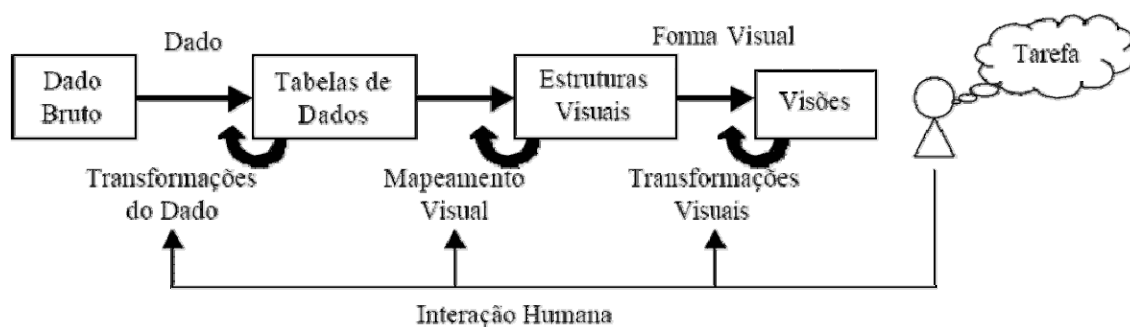 Dado
Forma Visual
Tarefa
Dado
Bruto
Tabelas de
Dados
Estruturas
Visuais
Visões
Transformações
do Dado
Mapeamento
Visual
Transformações
Visuais
Interação Humana